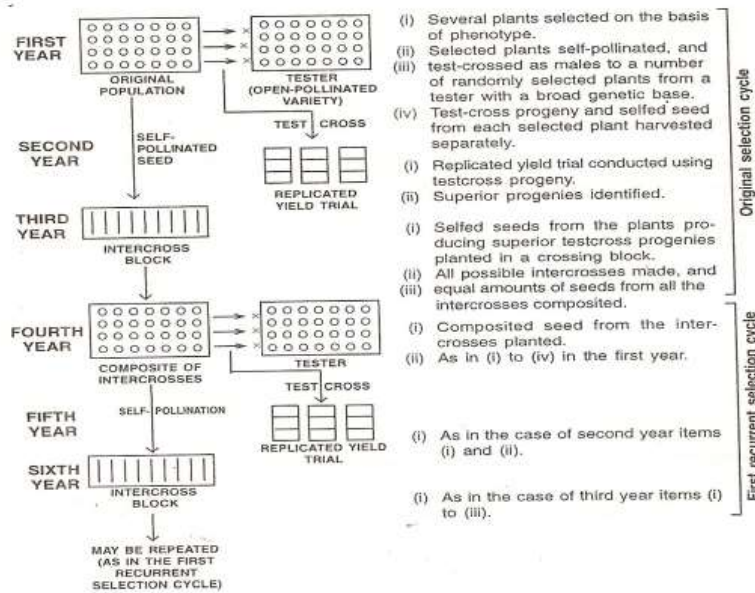 FIRST
YEAR
ORIGINAL
POPULATION
TESTER
(OPEN-POLLINATED
VARIETY)
TEST CROSS
SECOND
YEAR
SELF-
POLLINATED
SEED
REPLICATED
YIELD TRIAL
THIRD
YEAR
INTERCROSS
BLOCK
FOURTH
YEAR
COMPOSITE OF
INTERCROSSES
TESTER
TEST CROSS
FIFTH
YEAR
SELF- POLLINATION
REPLICATED YIELD
TRIAL
SIXTH
YEAR
INTERCROSS
BLOCK
MAY BE REPEATED
(AS IN THE FIRST
RECURRENT
SELECTION CYCLE)
(i) Several plants selected on the basis
of phenotype.
(ii) Selected plants self-pollinated, and
(iii) test-crossed as males to a number
of randomly selected plants from a
tester with a broad genetic base.
(iv) Test-cross progeny and selfed seed
from each selected plant harvested
separately.
(i) Replicated yield trial conducted using
testcross progeny.
(ii) Superior progenies identified.
(i) Selfed seeds from the plants pro-
ducing superior testcross progenies
planted in a crossing block.
(ii) All possible intercrosses made, and
(iii) equal amounts of seeds from all the
intercrosses composited.
(i) Composited seed from the inter-
crosses planted.
(ii) As in (i) to (iv) in the first year.
(i) As in the case of second year items
(i) and (ii).
(i) As in the case of third year items (i)
to (iii).
Original selection cycle
First recurrent selection cycle